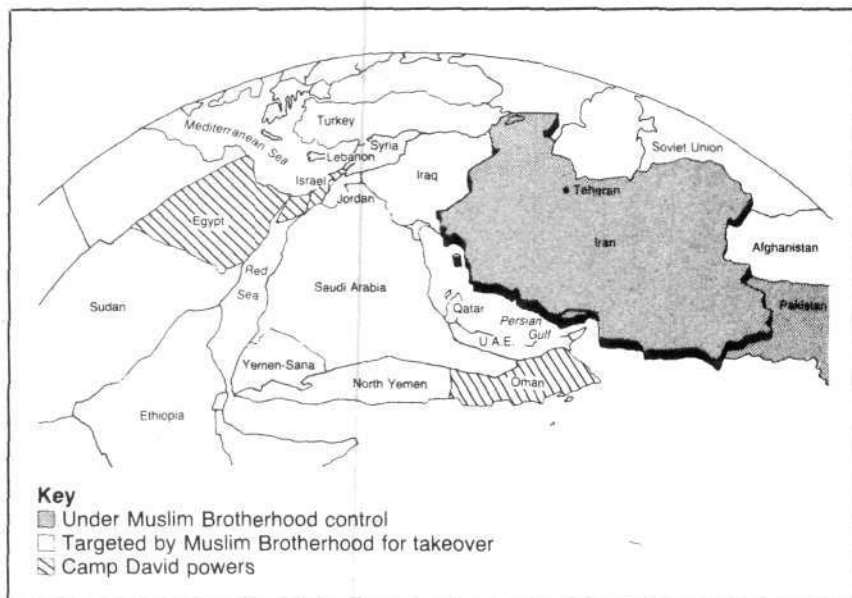 Mediterranean Sea
Turkey
Syria
Lebanon
Israel
Jordan
Iraq
Soviet Union
Teheran
Iran
Afghanistan
Pakistan
Egypt
Red
Sea
Sudan
Saudi Arabia
Qatar
Persian
Gulf
U.A.E.
Yemen-Sana
North Yemen
Oman
Ethiopia
Key
Under Muslim Brotherhood control
Targeted by Muslim Brotherhood for takeover
Camp David powers